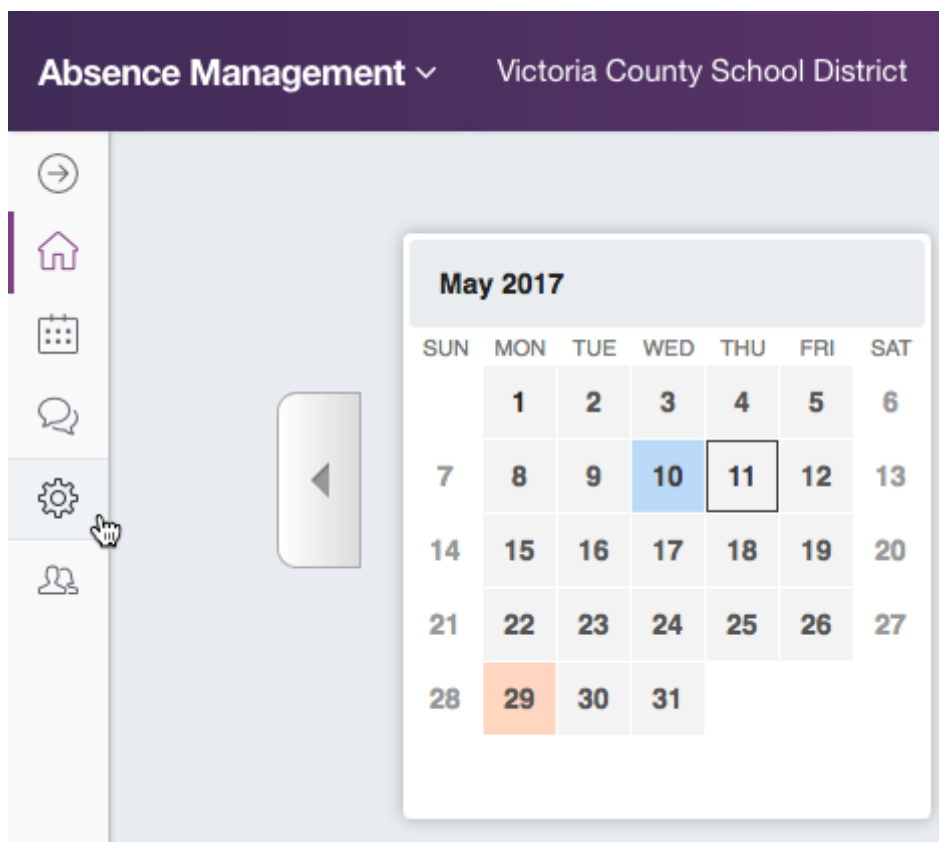 Absence Management Victoria County School District
May 2017
SUN MON TUE WED THU FRI SAT
1 2 3 4 5 6
7 8 9 10 11 12 13
14 15 16 17 18 19 20
21 22 23 24 25 26 27
28 29 30 31